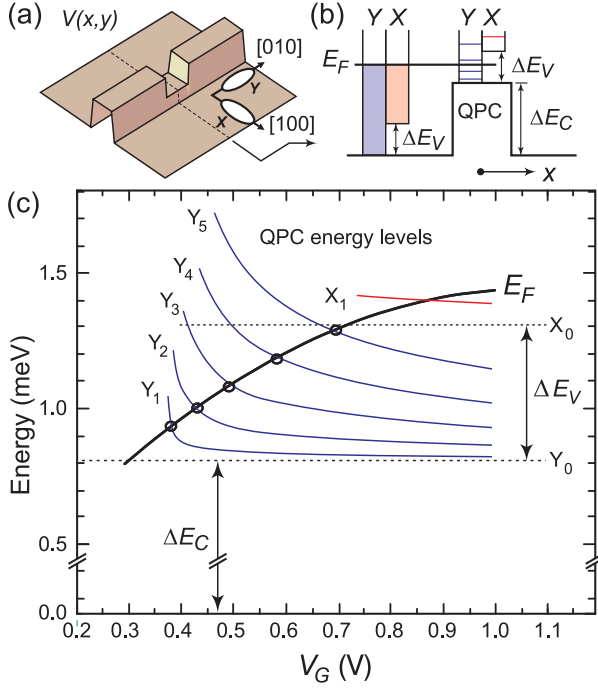 (a)
V(x,y)
[010]
Y
X
[100]
(b)
Y X
Y X
E_F
ΔE_V
QPC
ΔE_V
ΔE_C
x
(c)
QPC energy levels
Y₅
Y₄
Y₃
Y₂
Y₁
X₁
E_F
X₀
ΔE_V
Y₀
ΔE_C
Energy (meV)
1.5
1.0
0.5
0.0
0.2 0.3 0.4 0.5 0.6 0.7 0.8 0.9 1.0 1.1
V_G (V)